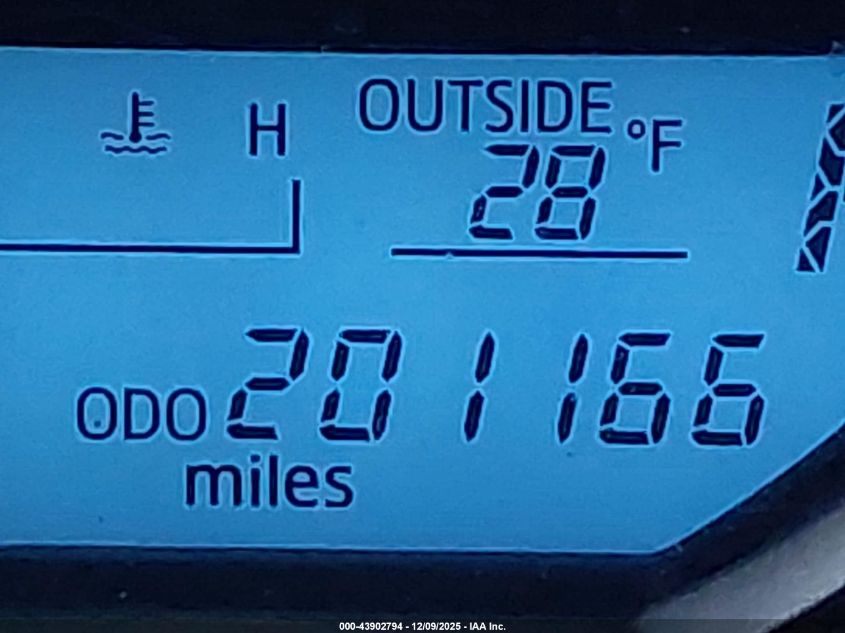 H
OUTSIDE
28 °F
ODO 201166
miles
000-43902794 - 12/09/2025 - IAA Inc.